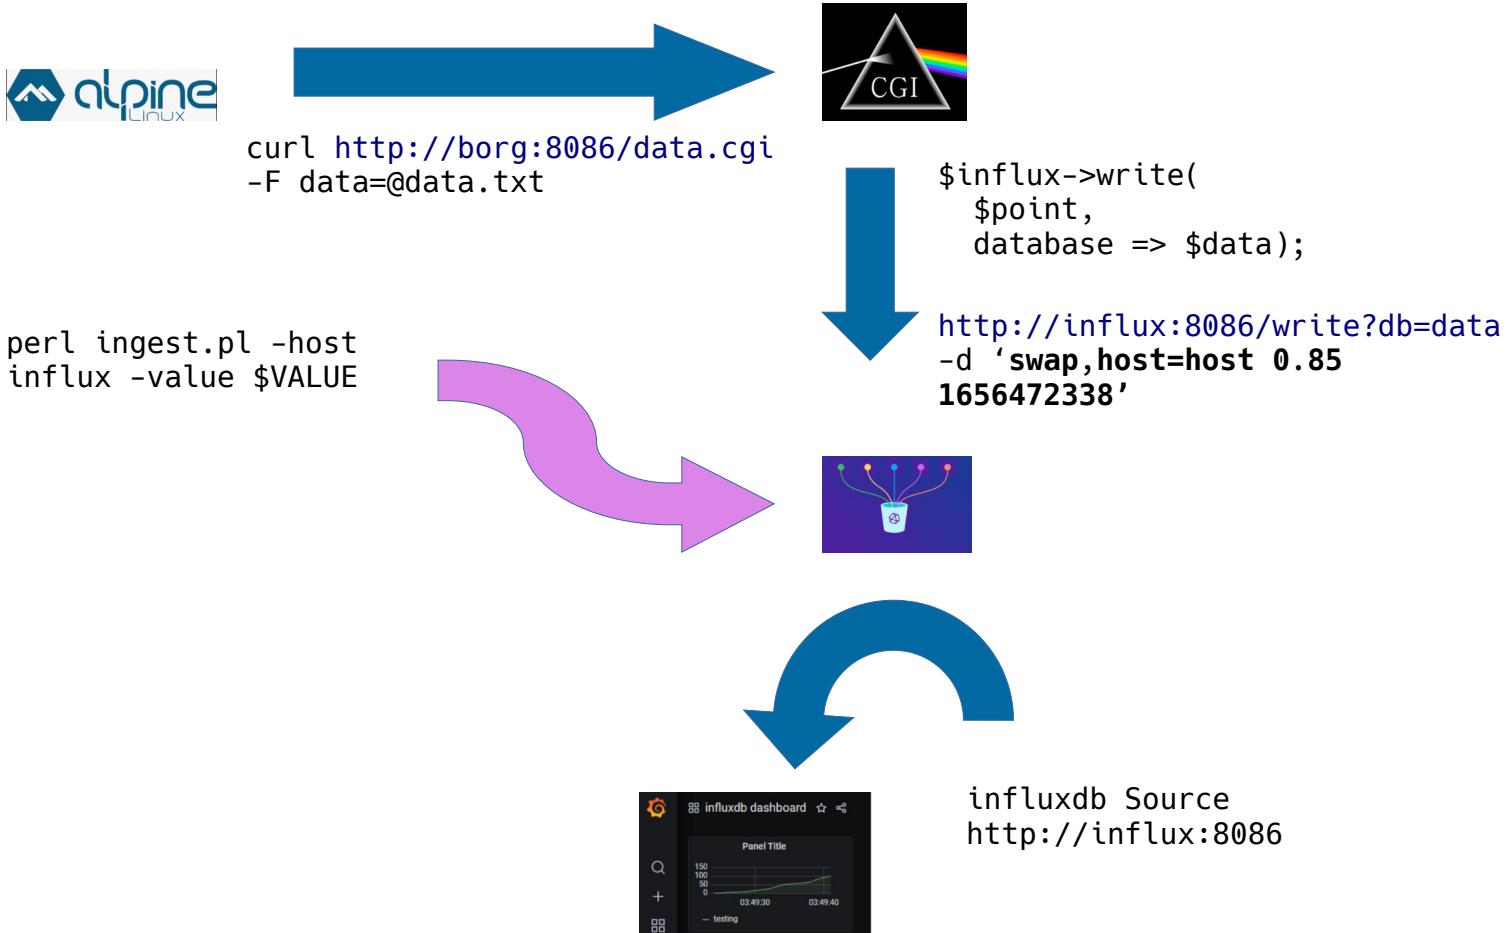 alpine
Linux
CGI
curl http://borg:8086/data.cgi
-F data=@data.txt
$influx->write(
$point,
database => $data);
http://influx:8086/write?db=data
-d ‘swap,host=host 0.85
1656472338’
perl ingest.pl -host
influx -value $VALUE
influxdb dashboard
Panel Title
150
100
50
0
03:49:30 03:49:40
testing
influxdb Source
http://influx:8086